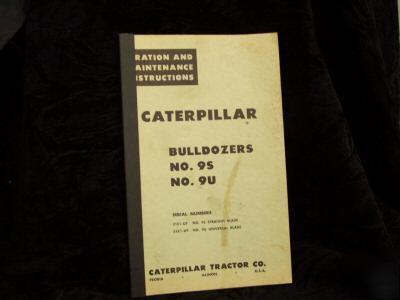 RATION AND
AINTENANCE
STRUCTIONS
CATERPILLAR
BULLDOZERS
NO. 9S
NO. 9U
SERIAL NUMBERS
NO. 9S STRAIGHT BLADE
NO. 9U UNIVERSAL BLADE
CATERPILLAR TRACTOR CO.
PEORIA ILLINOIS U.S.A.